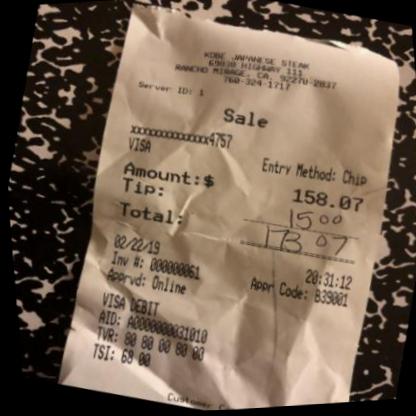 KOBE JAPANESE STEAK
69830 HIGHWAY 111
RANCHO MIRAGE, CA. 92270-2837
760-324-1717
Server ID: 1
Sale
xxxxxxxxxxxxx4757
VISA
Entry Method: Chip
Amount:$ 158.07
Tip: 15 00
Total: 173 07
02/22/19 20:31:12
Inv #: 000000061 Appr Code: B39001
Apprvd: Online
VISA DEBIT
AID: A0000000031010
TVR: 80 80 00 80 00
TSI: 68 00
Customer